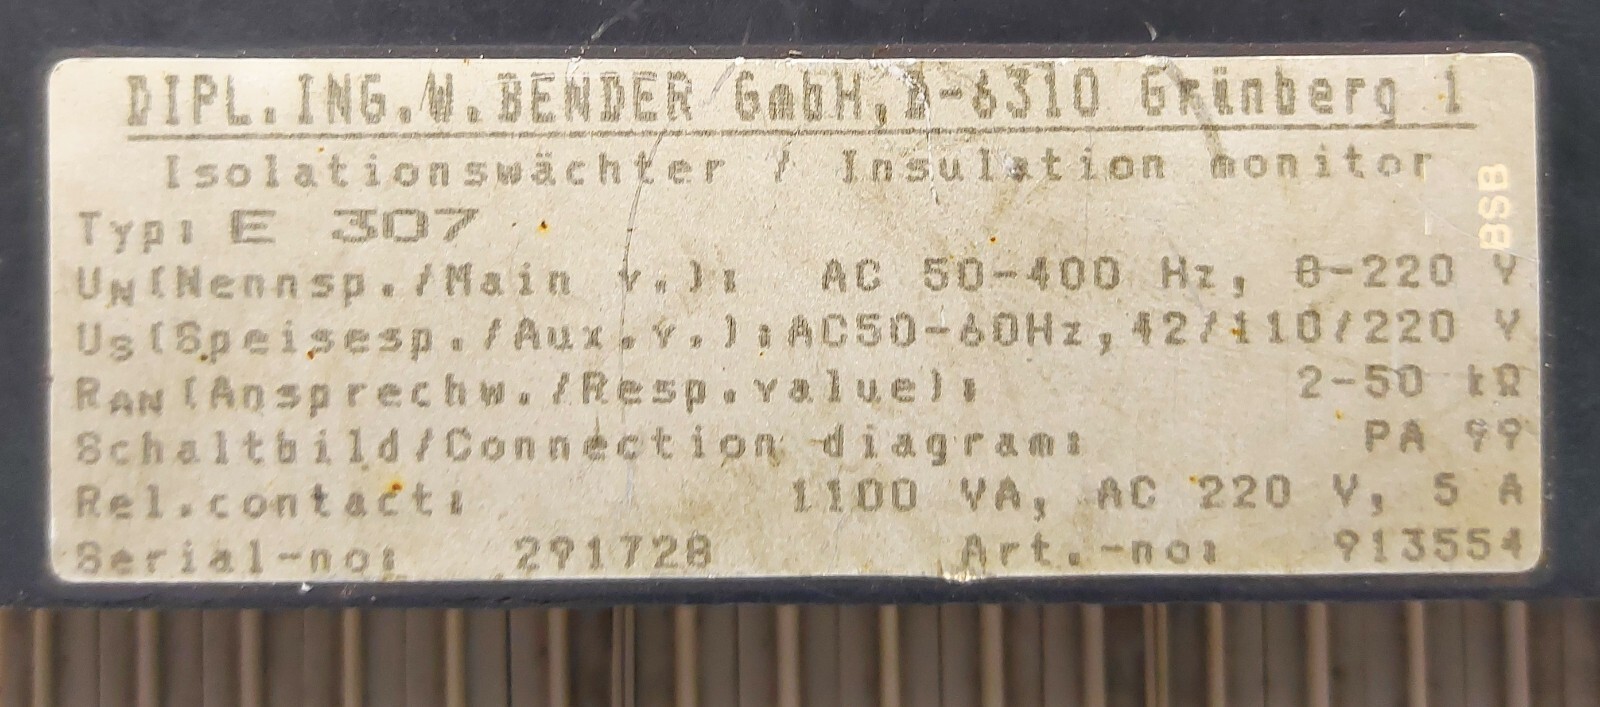 DIPL.ING.W.BENDER GmbH,D-6310 Grünberg 1
Isolationswächter / Insulation monitor
Typ: E 307
UN(Nennsp./Main v.): AC 50-400 Hz, 0-220 V
US(Speisesp./Aux.v.):AC50-60Hz,42/110/220 V
RAN(Ansprechw./Resp.value): 2-50 kΩ
Schaltbild/Connection diagram: PA 99
Rel.contact: 1100 VA, AC 220 V, 5 A
Serial-no: 291728 Art.-no: 913554
BSB